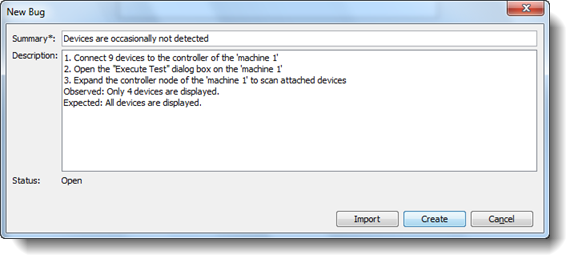 New Bug
Summary*: Devices are occasionally not detected
Description: 1. Connect 9 devices to the controller of the 'machine 1'
2. Open the "Execute Test" dialog box on the 'machine 1'
3. Expand the controller node of the 'machine 1' to scan attached devices
Observed: Only 4 devices are displayed.
Expected: All devices are displayed.
Status: Open
Import Create Cancel